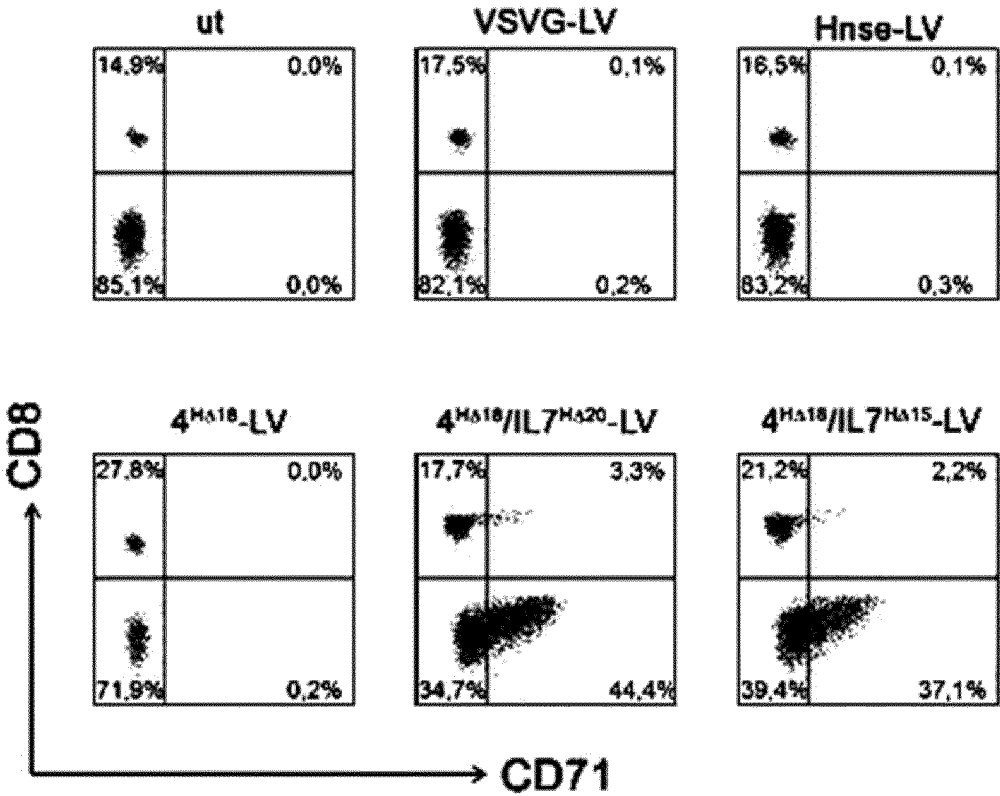 ut VSVG-LV Hnse-LV
14,9% 0.0% 17,5% 0,1% 16,5% 0,1%
85,1% 0,0% 82,1% 0,2% 83,2% 0,3%
4HΔ18-LV 4HΔ18/IL7HΔ20-LV 4HΔ18/IL7HΔ15-LV
27,8% 0,0% 17,7% 3,3% 21,2% 2,2%
71,9% 0,2% 34,7% 44,4% 39,4% 37,1%
CD8
CD71